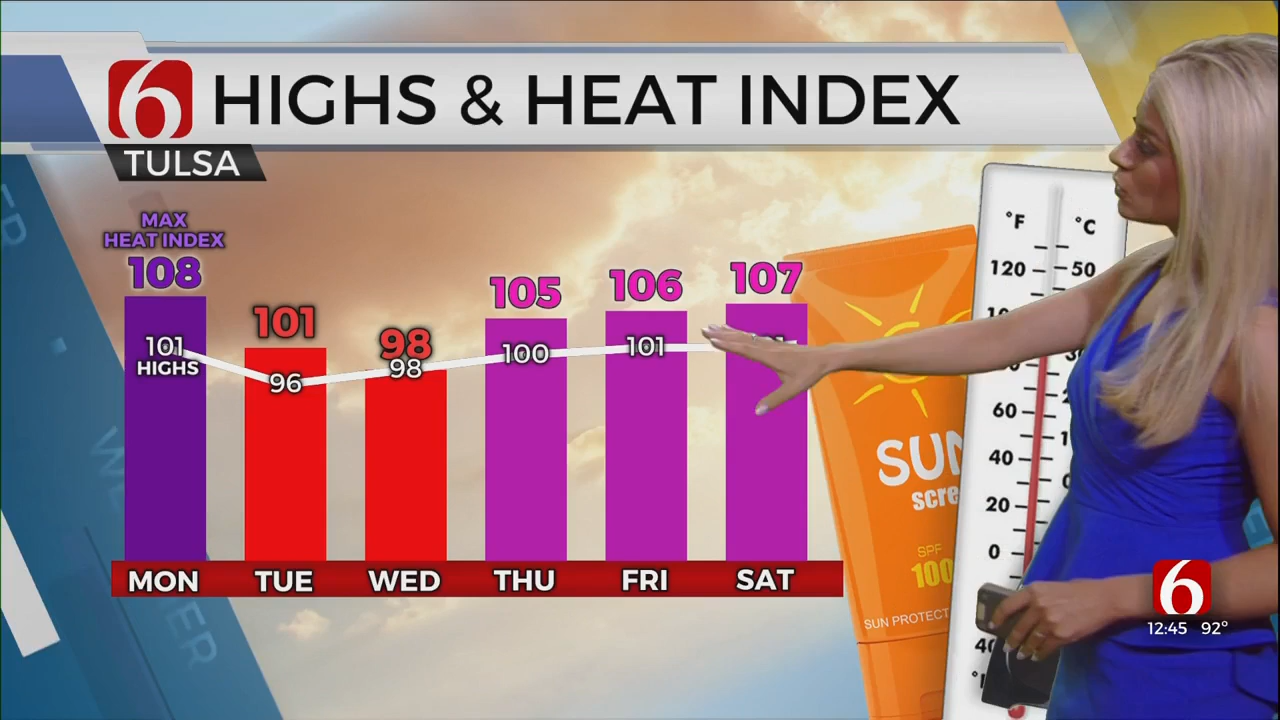 6 HIGHS & HEAT INDEX
TULSA
MAX
HEAT INDEX
108
101
98
105
106
107
101
HIGHS
96
98
100
101
MON
TUE
WED
THU
FRI
SAT
SUN
SPF
100
SUN
°F
°C
120
50
60
40
20
0
6
12:45 92°